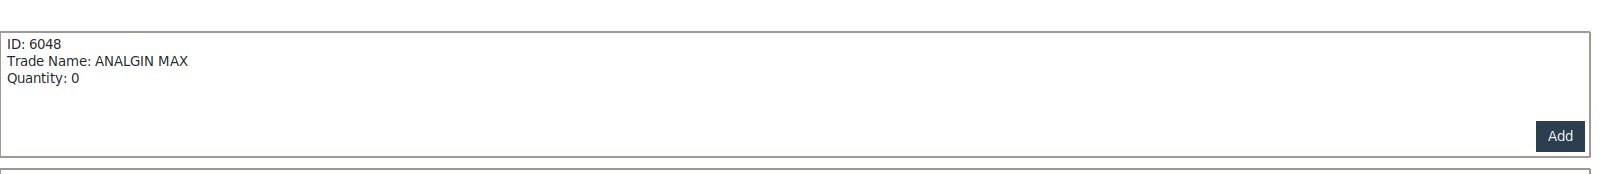 ID: 6048
Trade Name: ANALGIN MAX
Quantity: 0
Add